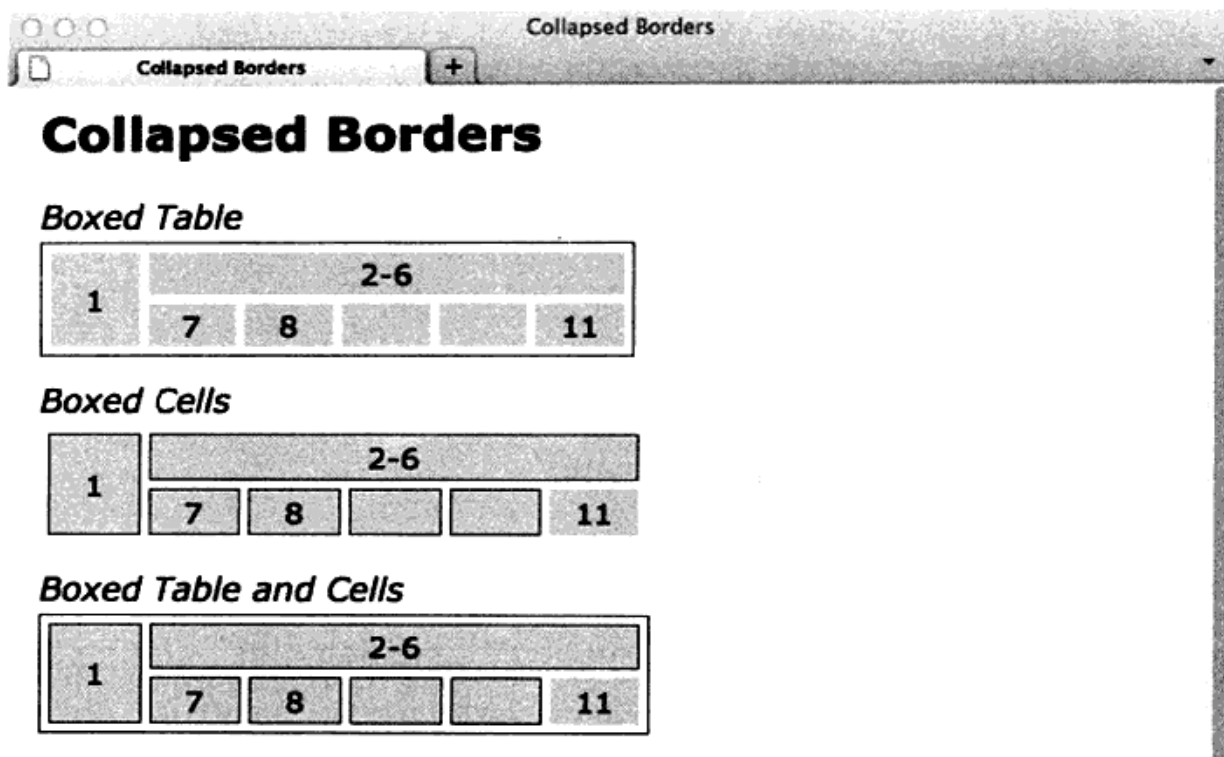 Collapsed Borders
Collapsed Borders +
Collapsed Borders
Boxed Table
1 2-6
7 8 11
Boxed Cells
1 2-6
7 8 11
Boxed Table and Cells
1 2-6
7 8 11